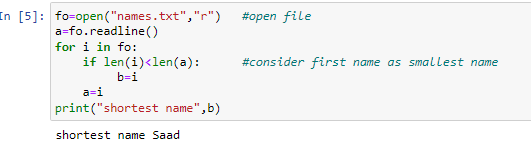 In [5]: fo=open("names.txt","r")   #open file
a=fo.readline()
for i in fo:
    if len(i)<len(a):      #consider first name as smallest name
        b=i
    a=i
print("shortest name",b)
shortest name Saad